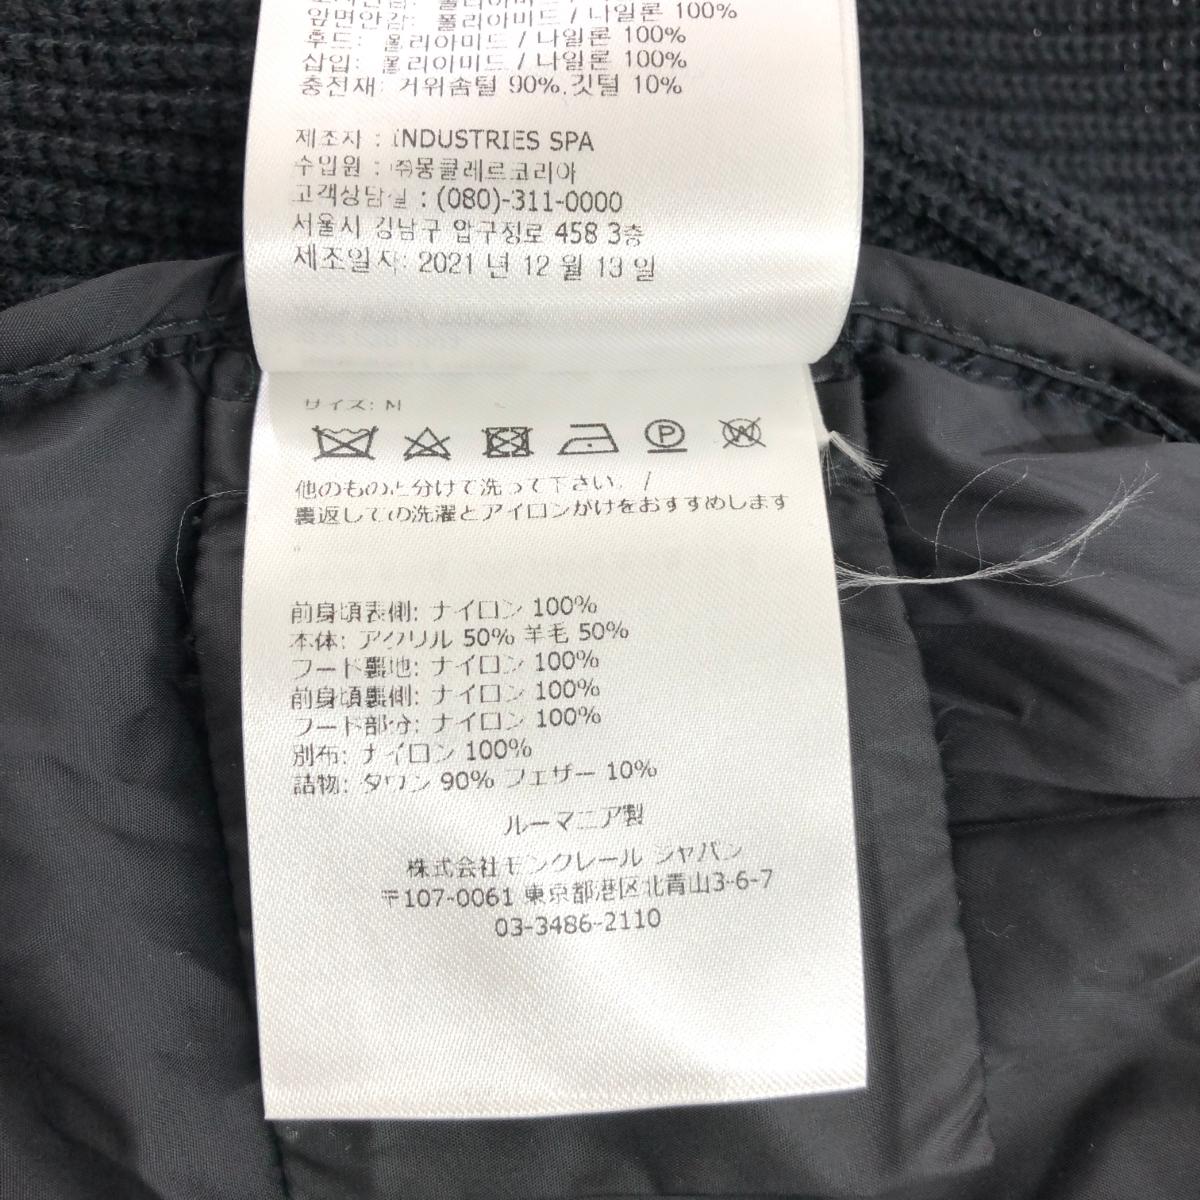 앞면안감: 폴리아미드 / 나일론 100%
후드: 폴리아미드 / 나일론 100%
삽입: 폴리아미드 / 나일론 100%
충전재: 거위솜털 90%, 깃털 10%
제조자 : INDUSTRIES SPA
수입원 : ㈜몽클레르코리아
고객상담실 : (080)-311-0000
서울시 강남구 압구정로 458 3층
제조일자: 2021 년 12 월 13 일
サイズ: M
他のものと分けて洗って下さい。 /
裏返しての洗濯とアイロンがけをおすすめします
。
前身頃表側: ナイロン 100%
本体: アクリル 50% 羊毛 50%
フード裏地: ナイロン 100%
前身頃裏側: ナイロン 100%
フード部分: ナイロン 100%
別布: ナイロン 100%
詰物: ダウン 90% フェザー 10%
ルーマニア製
株式会社モンクレール ジャパン
〒107-0061 東京都港区北青山3-6-7
03-3486-2110